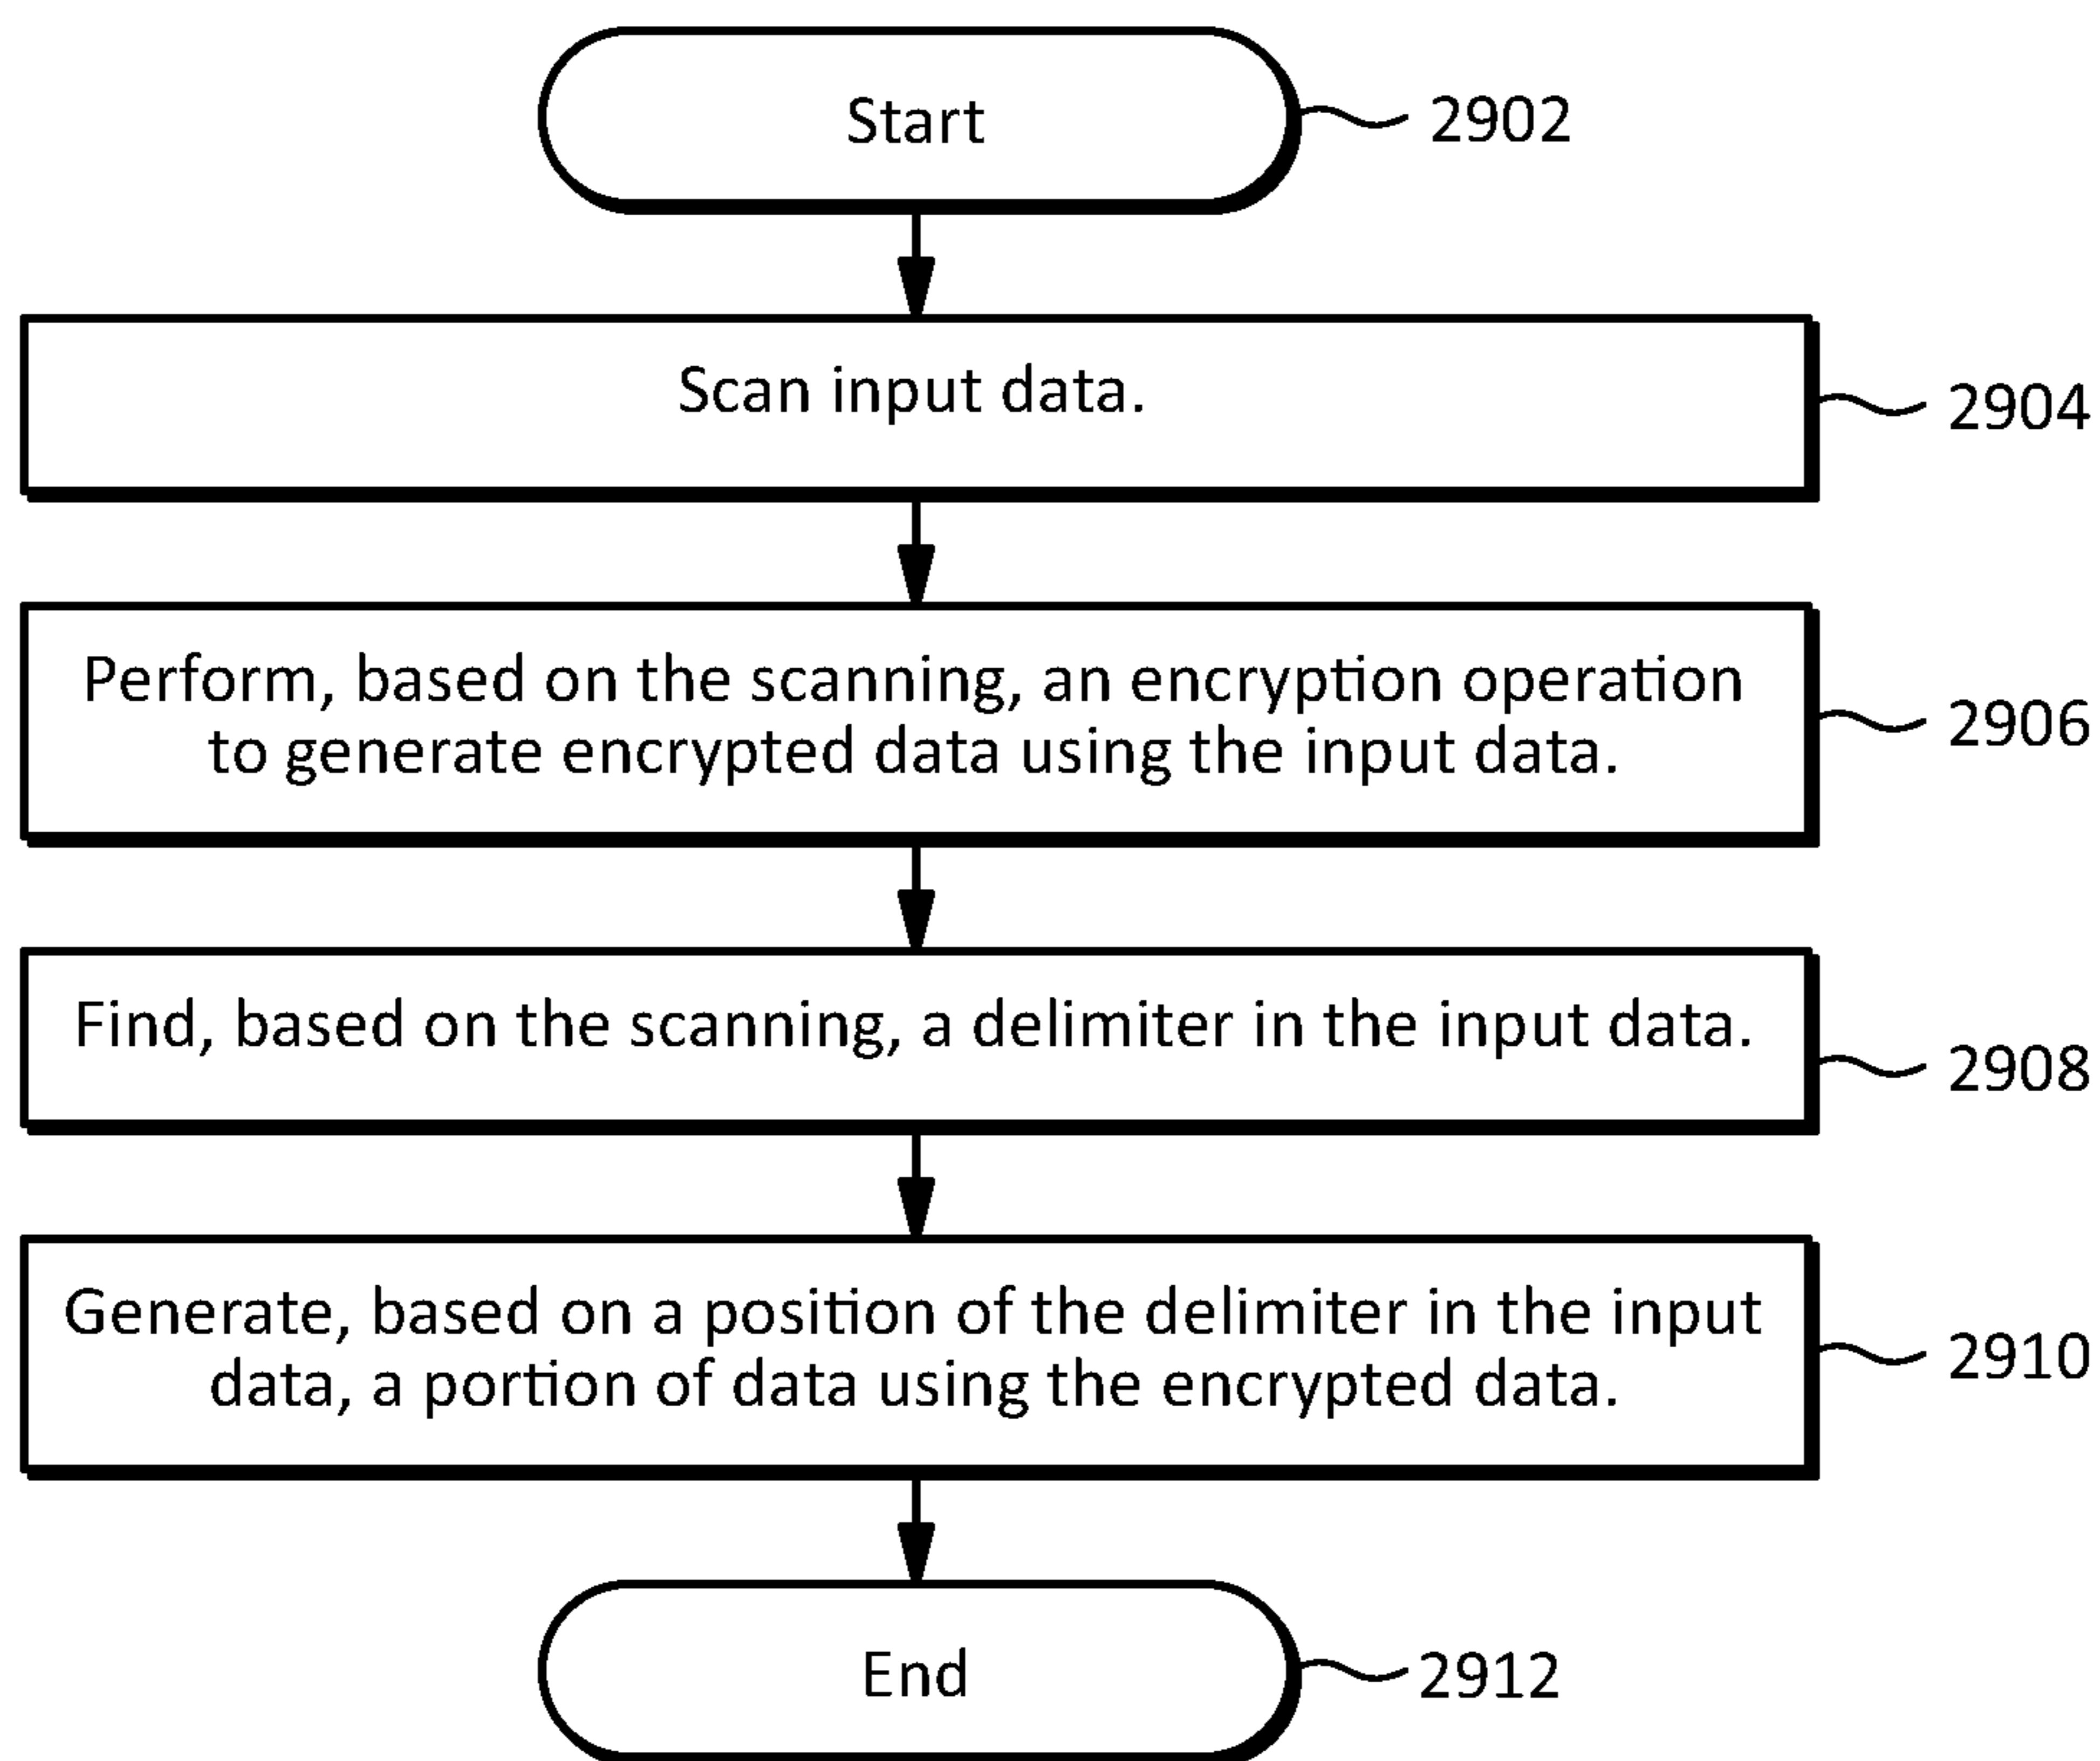 Start
2902
Scan input data.
2904
Perform, based on the scanning, an encryption operation
to generate encrypted data using the input data.
2906
Find, based on the scanning, a delimiter in the input data.
2908
Generate, based on a position of the delimiter in the input
data, a portion of data using the encrypted data.
2910
End
2912